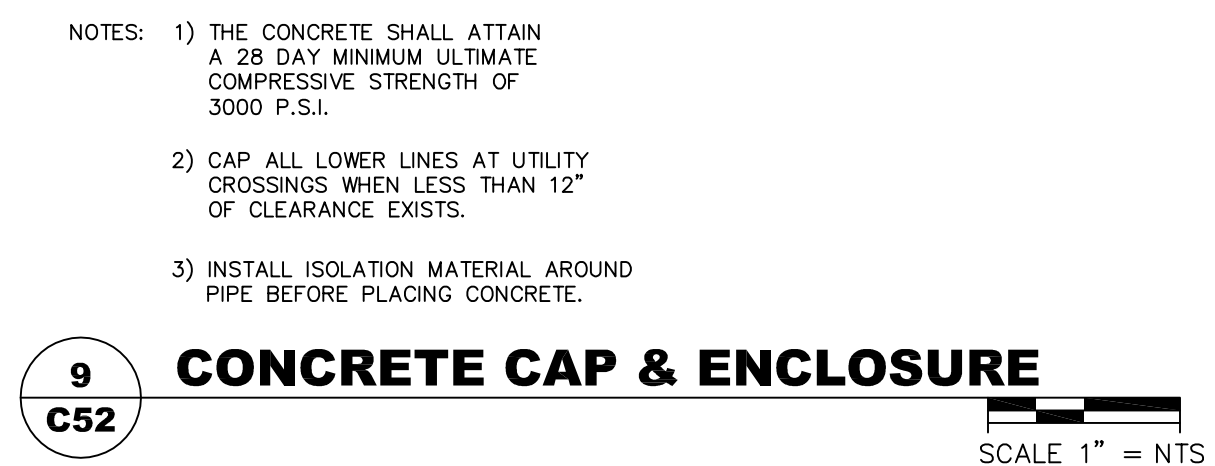 NOTES: 1) THE CONCRETE SHALL ATTAIN
A 28 DAY MINIMUM ULTIMATE
COMPRESSIVE STRENGTH OF
3000 P.S.I.
2) CAP ALL LOWER LINES AT UTILITY
CROSSINGS WHEN LESS THAN 12"
OF CLEARANCE EXISTS.
3) INSTALL ISOLATION MATERIAL AROUND
PIPE BEFORE PLACING CONCRETE.
9
CONCRETE CAP & ENCLOSURE
C52
SCALE 1" = NTS